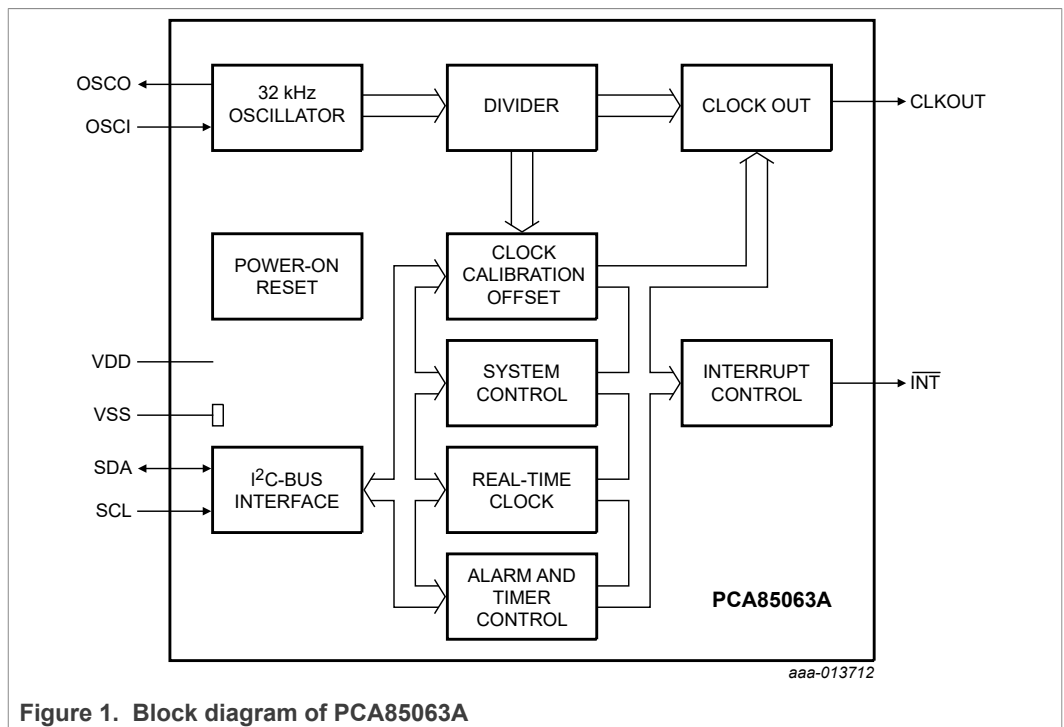 OSCO
OSCI
32 kHz
OSCILLATOR
DIVIDER
CLOCK OUT
CLKOUT
POWER-ON
RESET
CLOCK
CALIBRATION
OFFSET
VDD
VSS
SYSTEM
CONTROL
INTERRUPT
CONTROL
INT
SDA
SCL
I²C-BUS
INTERFACE
REAL-TIME
CLOCK
ALARM AND
TIMER
CONTROL
PCA85063A
aaa-013712
Figure 1. Block diagram of PCA85063A